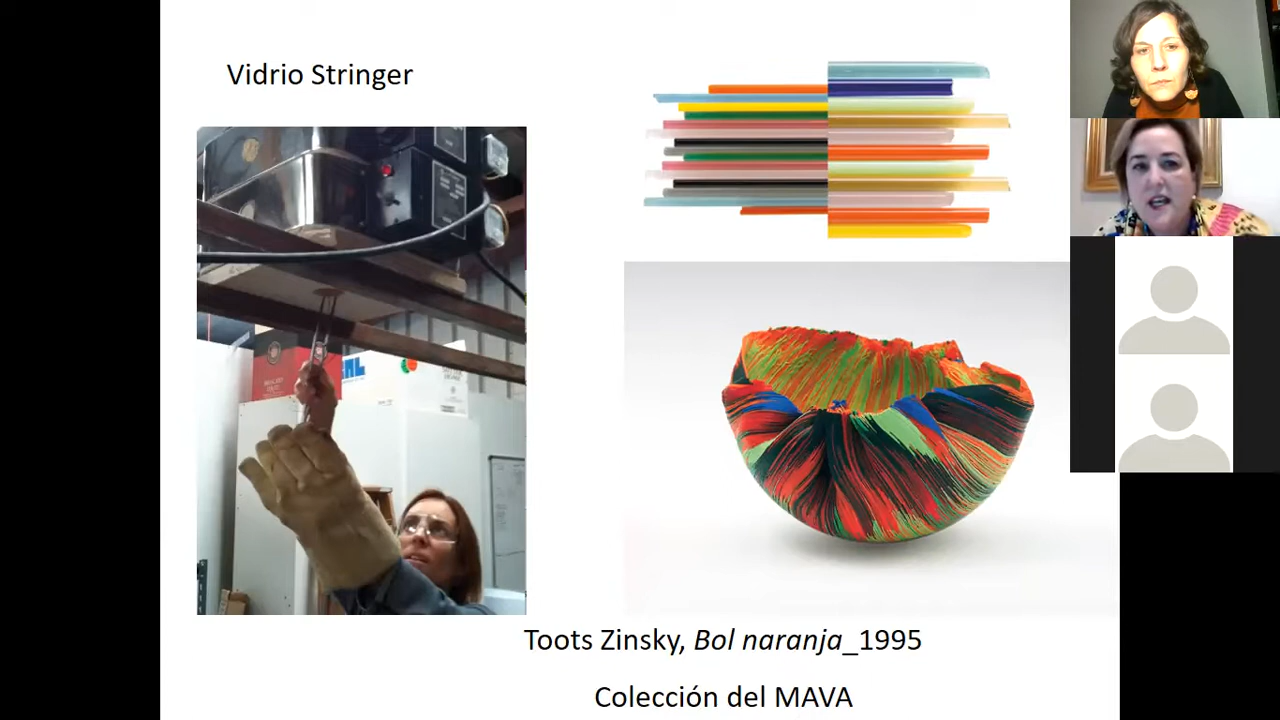 Vidrio Stringer
Toots Zinsky, Bol naranja_1995
Colección del MAVA